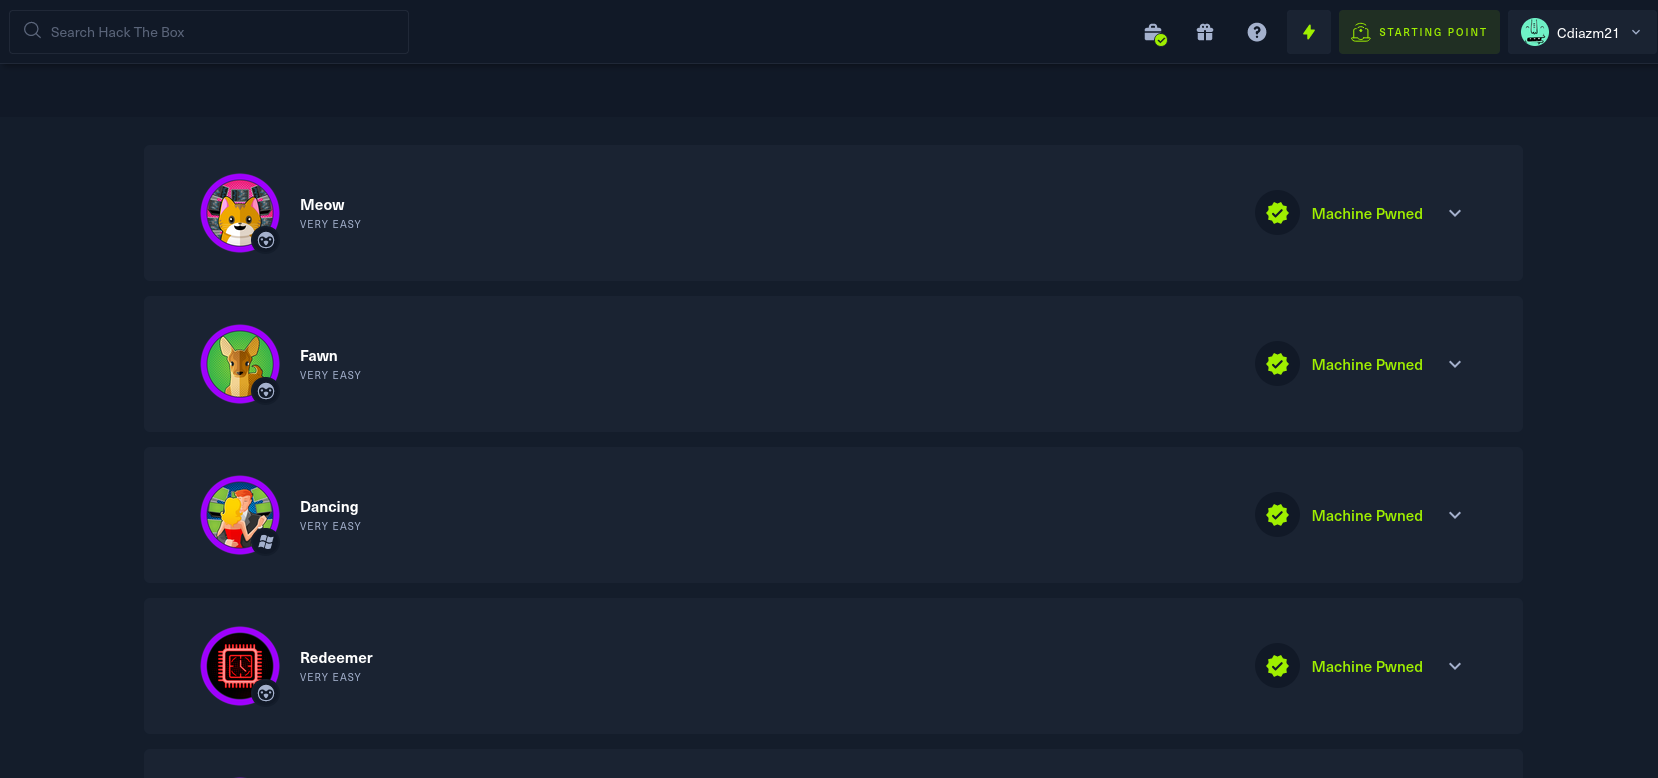 Search Hack The Box
STARTING POINT
Cdiazm21
Meow
VERY EASY
Machine Pwned
Fawn
VERY EASY
Machine Pwned
Dancing
VERY EASY
Machine Pwned
Redeemer
VERY EASY
Machine Pwned